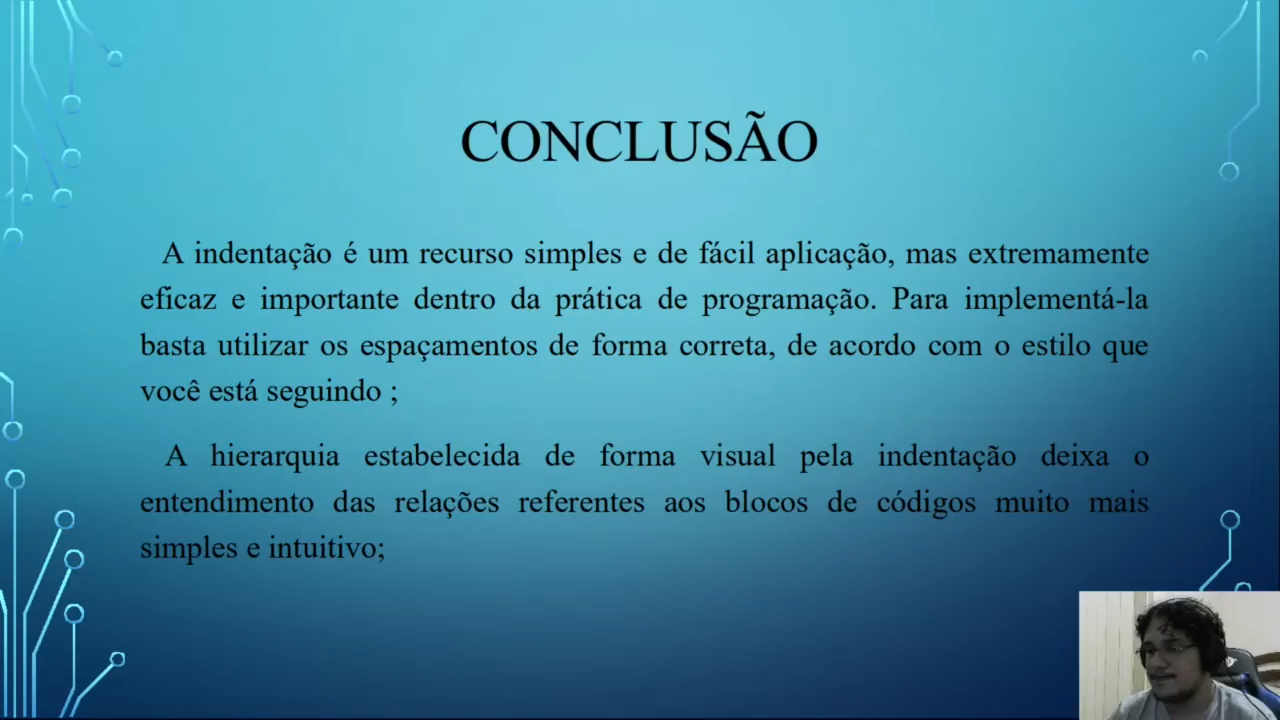 CONCLUSÃO
A indentação é um recurso simples e de fácil aplicação, mas extremamente
eficaz e importante dentro da prática de programação. Para implementá-la
basta utilizar os espaçamentos de forma correta, de acordo com o estilo que
você está seguindo ;
A hierarquia estabelecida de forma visual pela indentação deixa o
entendimento das relações referentes aos blocos de códigos muito mais
simples e intuitivo;